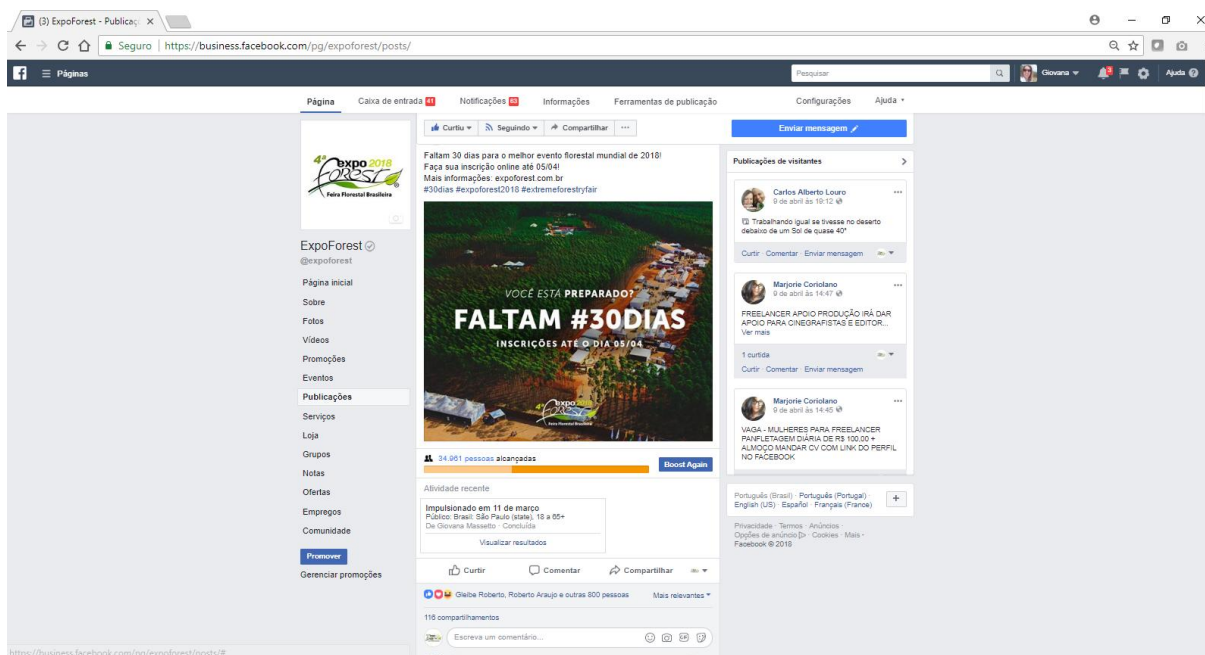 (3) ExpoForest - Publicaç
Seguro | https://business.facebook.com/pg/expoforest/posts/
Páginas
Pesquisar
Giovana
3
Ajuda
Página
Caixa de entrada 41
Notificações 63
Informações
Ferramentas de publicação
Configurações
Ajuda
4ª expo 2018
FOREST
Feira Florestal Brasileira
ExpoForest
@expoforest
Página inicial
Sobre
Fotos
Vídeos
Promoções
Eventos
Publicações
Serviços
Loja
Grupos
Notas
Ofertas
Empregos
Comunidade
Promover
Gerenciar promoções
Curtiu
Seguindo
Compartilhar
Enviar mensagem
Faltam 30 dias para o melhor evento florestal mundial de 2018!
Faça sua inscrição online até 05/04!
Mais informações: expoforest.com.br
#30dias #expoforest2018 #extremeforestryfair
VOCÊ ESTÁ PREPARADO?
FALTAM #30DIAS
INSCRIÇÕES ATÉ O DIA 05/04
4ª expo 2018
FOREST
Feira Florestal Brasileira
34.961 pessoas alcançadas
Boost Again
Atividade recente
Impulsionado em 11 de março
Público: Brasil: São Paulo (state), 18 a 65+
De Giovana Massetto · Concluída
Visualizar resultados
Curtir
Comentar
Compartilhar
Gleibe Roberto, Roberto Araujo e outras 800 pessoas
Mais relevantes
116 compartilhamentos
Escreva um comentário...
Publicações de visitantes
Carlos Alberto Louro
9 de abril às 19:12
Trabalhando igual se tivesse no deserto
debaixo de um Sol de quase 40°
Curtir · Comentar · Enviar mensagem
Marjorie Coriolano
9 de abril às 14:47
FREELANCER APOIO PRODUÇÃO IRÁ DAR
APOIO PARA CINEGRAFISTAS E EDITOR...
Ver mais
1 curtida
Curtir · Comentar · Enviar mensagem
Marjorie Coriolano
9 de abril às 14:45
VAGA - MULHERES PARA FREELANCER
PANFLETAGEM DIÁRIA DE R$ 100,00 +
ALMOÇO MANDAR CV COM LINK DO PERFIL
NO FACEBOOK
Português (Brasil) · Português (Portugal) ·
English (US) · Español · Français (France)
Privacidade · Termos · Anúncios ·
Opções de anúncio · Cookies · Mais
Facebook © 2018
https://business.facebook.com/pg/expoforest/posts/#